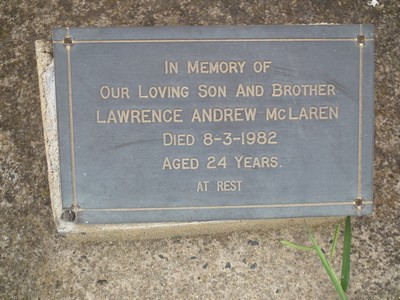 IN MEMORY OF
OUR LOVING SON AND BROTHER
LAWRENCE ANDREW MCLAREN
DIED 8-3-1982
AGED 24 YEARS.
AT REST